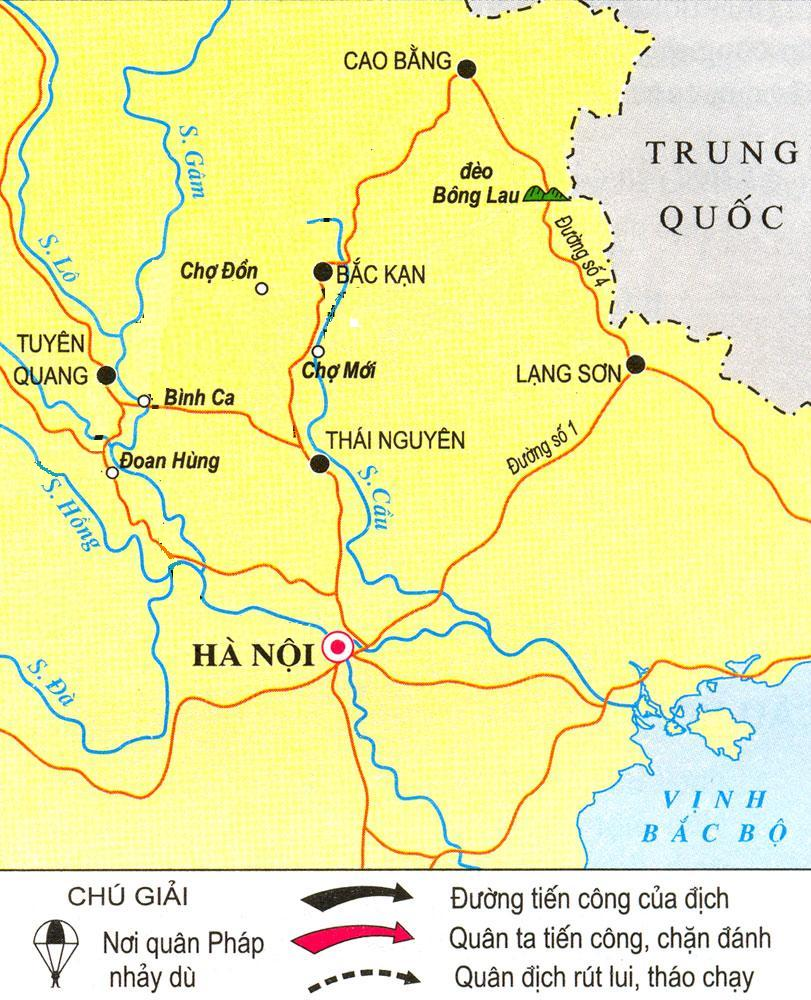 CAO BẰNG
TRUNG
QUỐC
S. Gâm
đèo
Bông Lau
Đường số 4
S. Lô
Chợ Đồn
BẮC KẠN
TUYÊN
QUANG
Chợ Mới
LẠNG SƠN
Bình Ca
THÁI NGUYÊN
Đường số 1
Đoan Hùng
S. Hồng
S. Cầu
HÀ NỘI
S. Đà
VỊNH
BẮC BỘ
CHÚ GIẢI
Nơi quân Pháp
nhảy dù
Đường tiến công của địch
Quân ta tiến công, chặn đánh
Quân địch rút lui, tháo chạy